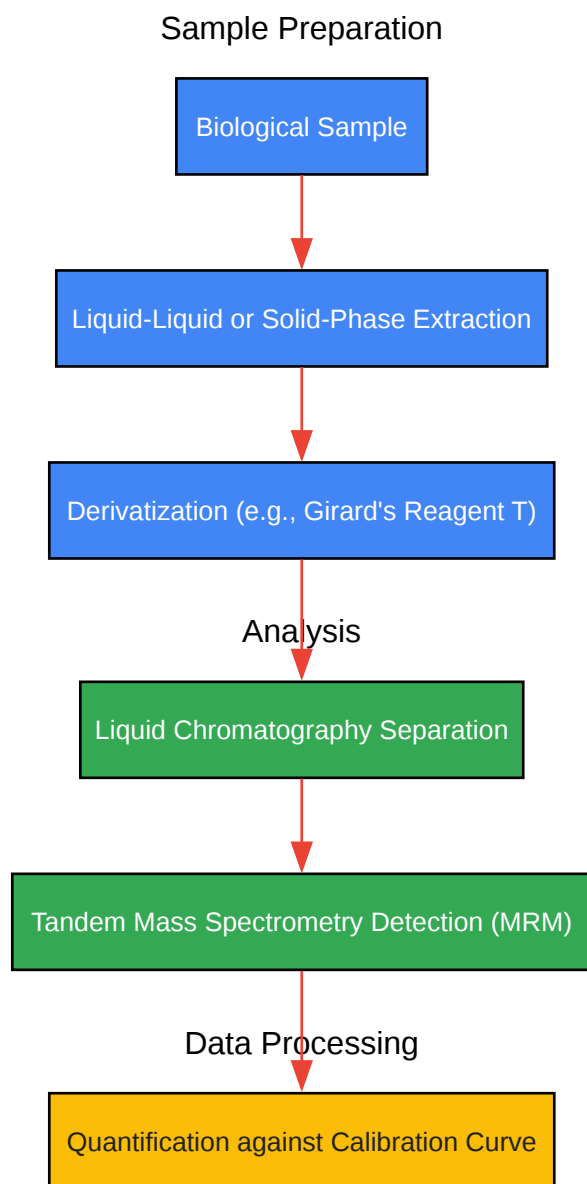 Sample Preparation
Biological Sample
Liquid-Liquid or Solid-Phase Extraction
Derivatization (e.g., Girard's Reagent T)
Analysis
Liquid Chromatography Separation
Tandem Mass Spectrometry Detection (MRM)
Data Processing
Quantification against Calibration Curve